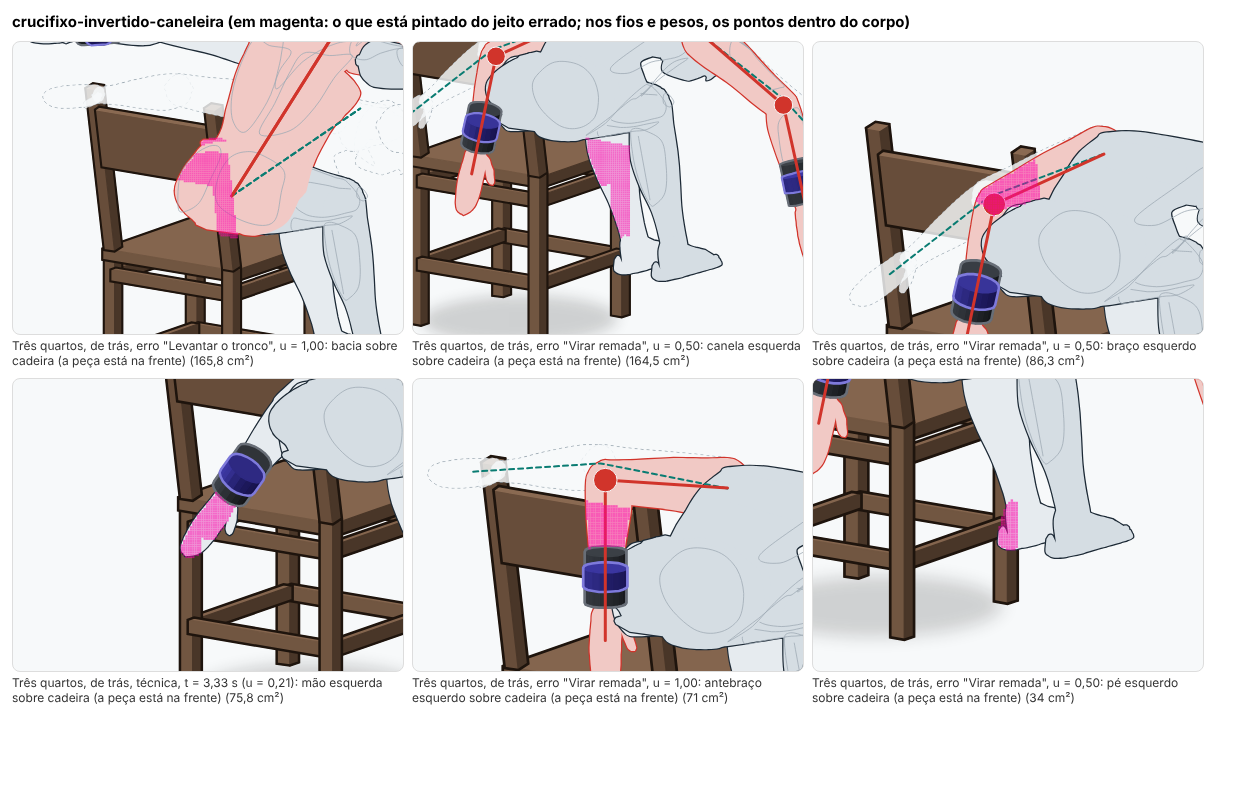 crucifixo-invertido-caneleira (em magenta: o que está pintado do jeito errado; nos fios e pesos, os pontos dentro do corpo)
Três quartos, de trás, erro "Levantar o tronco", u = 1,00: bacia sobre
cadeira (a peça está na frente) (165,8 cm²)
Três quartos, de trás, erro "Virar remada", u = 0,50: canela esquerda
sobre cadeira (a peça está na frente) (164,5 cm²)
Três quartos, de trás, erro "Virar remada", u = 0,50: braço esquerdo
sobre cadeira (a peça está na frente) (86,3 cm²)
Três quartos, de trás, técnica, t = 3,33 s (u = 0,21): mão esquerda
sobre cadeira (a peça está na frente) (75,8 cm²)
Três quartos, de trás, erro "Virar remada", u = 1,00: antebraço
esquerdo sobre cadeira (a peça está na frente) (71 cm²)
Três quartos, de trás, erro "Virar remada", u = 0,50: pé esquerdo
sobre cadeira (a peça está na frente) (34 cm²)